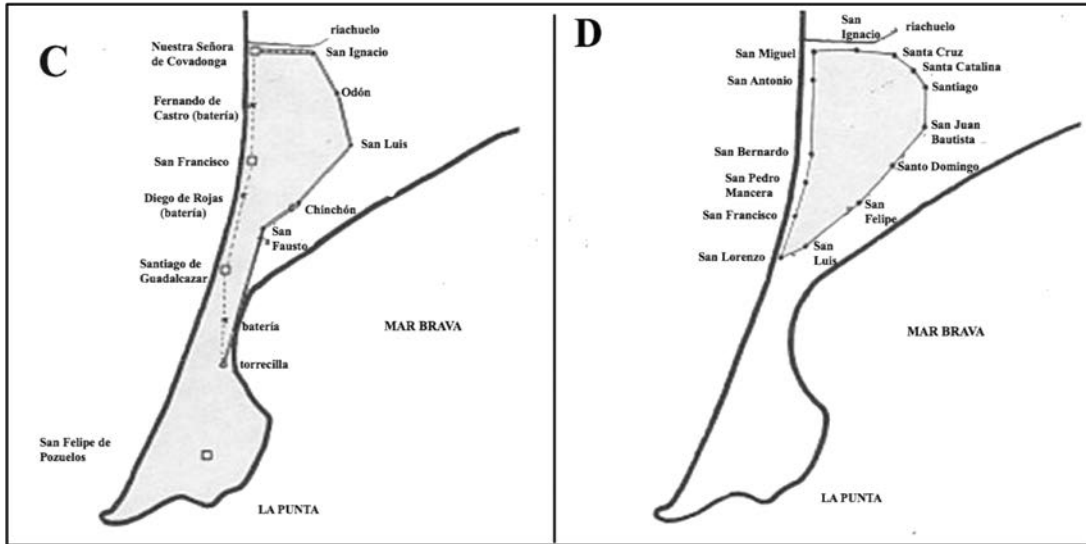 C
riachuelo
Nuestra Señora
de Covadonga
San Ignacio
Odón
Fernando de
Castro (batería)
San Luis
San Francisco
Diego de Rojas
(batería)
Chinchón
San
Fausto
Santiago de
Guadalcazar
batería
MAR BRAVA
torrecilla
San Felipe de
Pozuelos
LA PUNTA
D
San
Ignacio
riachuelo
San Miguel
Santa Cruz
Santa Catalina
San Antonio
Santiago
San Juan
Bautista
San Bernardo
Santo Domingo
San Pedro
Mancera
San Francisco
San
Felipe
San Lorenzo
San
Luis
MAR BRAVA
LA PUNTA